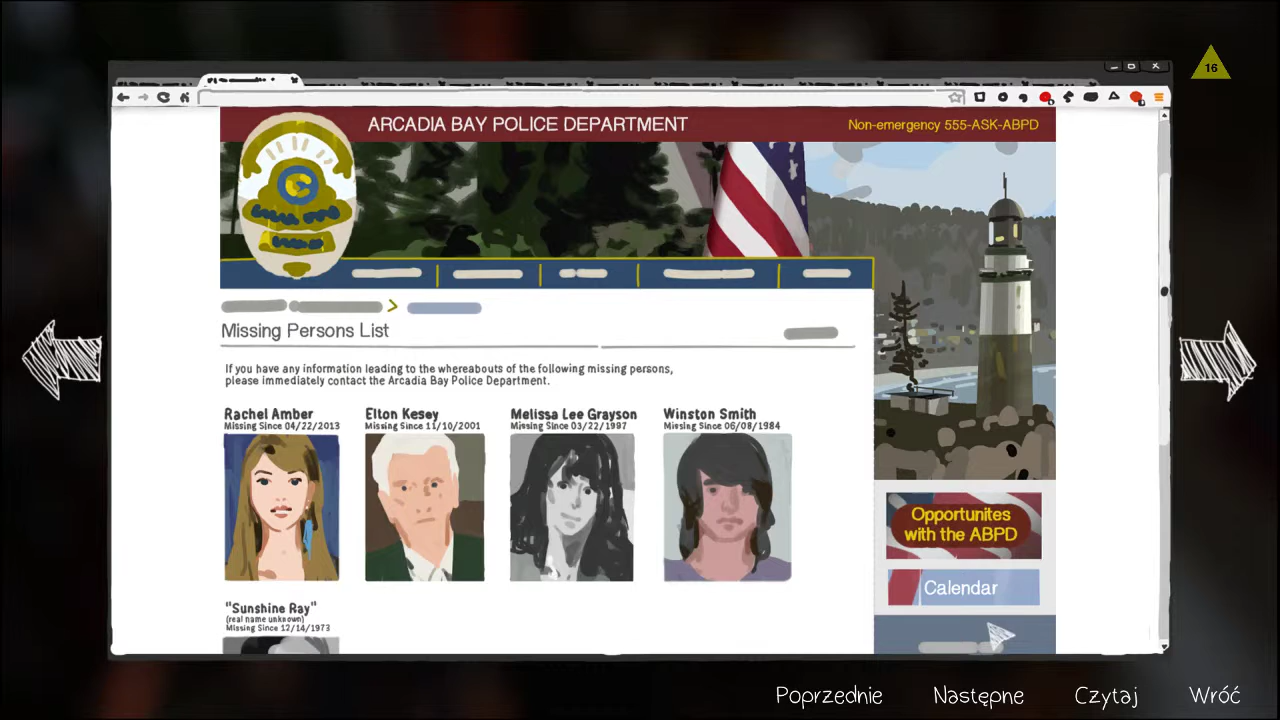 16
ARCADIA BAY POLICE DEPARTMENT
Non-emergency 555-ASK-ABPD
Missing Persons List
If you have any information leading to the whereabouts of the following missing persons,
please immediately contact the Arcadia Bay Police Department.
Rachel Amber
Missing Since 04/22/2013
Elton Kesey
Missing Since 11/10/2001
Melissa Lee Grayson
Missing Since 03/22/1997
Winston Smith
Missing Since 06/08/1984
"Sunshine Ray"
(real name unknown)
Missing Since 12/14/1973
Opportunites
with the ABPD
Calendar
Poprzednie
Następne
Czytaj
Wróć